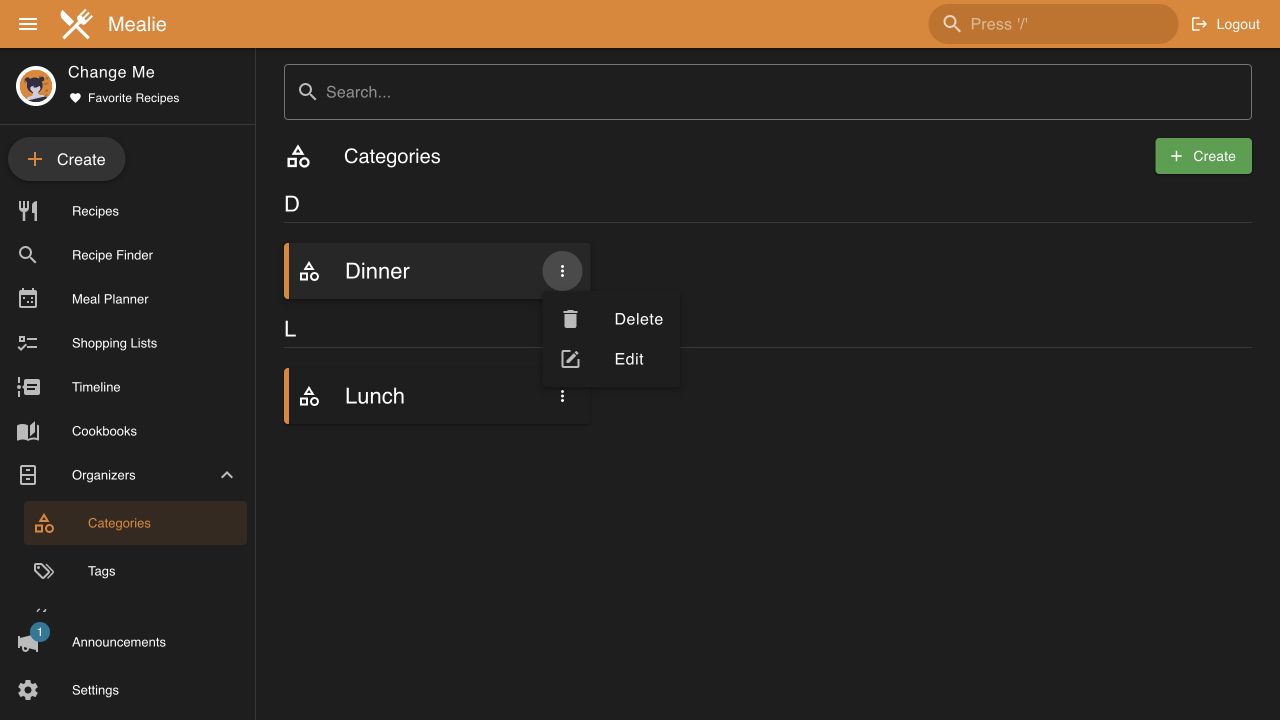 Mealie
Press '/'
Logout
Change Me
Favorite Recipes
Create
Recipes
Recipe Finder
Meal Planner
Shopping Lists
Timeline
Cookbooks
Organizers
Categories
Tags
1
Announcements
Settings
Search...
Categories
Create
D
Dinner
Delete
Edit
L
Lunch